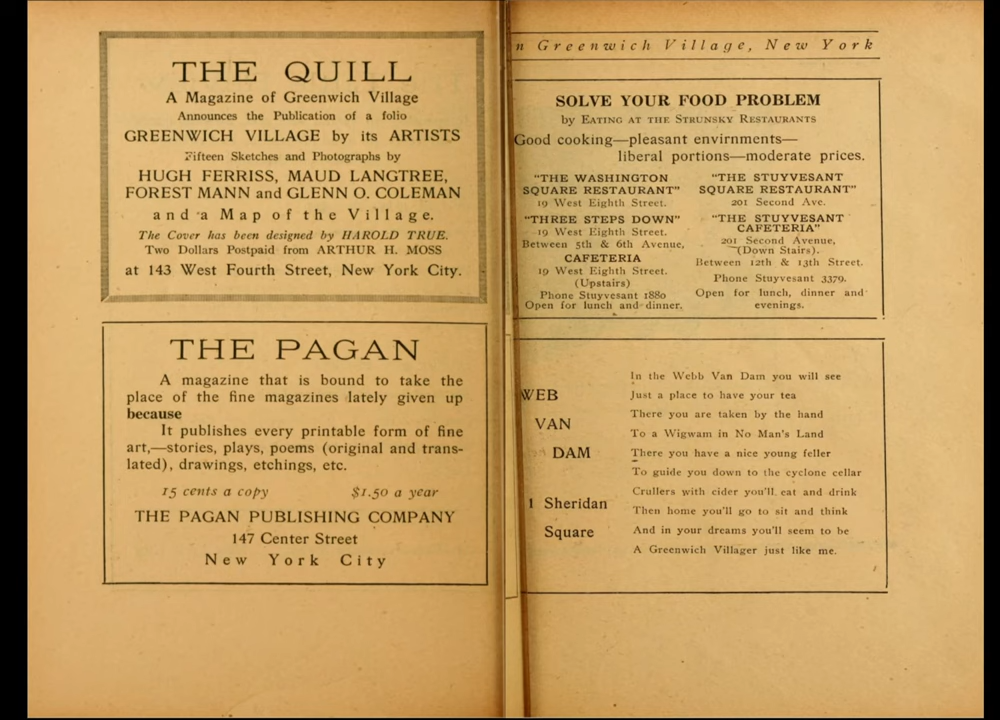 THE QUILL
A Magazine of Greenwich Village
Announces the Publication of a folio
GREENWICH VILLAGE by its ARTISTS
Fifteen Sketches and Photographs by
HUGH FERRISS, MAUD LANGTREE,
FOREST MANN and GLENN O. COLEMAN
and a Map of the Village.
The Cover has been designed by HAROLD TRUE.
Two Dollars Postpaid from ARTHUR H. MOSS
at 143 West Fourth Street, New York City.
THE PAGAN
A magazine that is bound to take the
place of the fine magazines lately given up
because
It publishes every printable form of fine
art,—stories, plays, poems (original and trans-
lated), drawings, etchings, etc.
15 cents a copy $1.50 a year
THE PAGAN PUBLISHING COMPANY
147 Center Street
New York City
n Greenwich Village, New York
SOLVE YOUR FOOD PROBLEM
by EATING AT THE STRUNSKY RESTAURANTS
Good cooking—pleasant envirnments—
liberal portions—moderate prices.
"THE WASHINGTON
SQUARE RESTAURANT"
19 West Eighth Street.
"THREE STEPS DOWN"
19 West Eighth Street.
Between 5th & 6th Avenue,
CAFETERIA
19 West Eighth Street.
(Upstairs)
Phone Stuyvesant 1880
Open for lunch and dinner.
"THE STUYVESANT
SQUARE RESTAURANT"
201 Second Ave.
"THE STUYVESANT
CAFETERIA"
201 Second Avenue,
(Down Stairs).
Between 12th & 13th Street.
Phone Stuyvesant 3379.
Open for lunch, dinner and
evenings.
WEB
VAN
DAM
1 Sheridan
Square
In the Webb Van Dam you will see
Just a place to have your tea
There you are taken by the hand
To a Wigwam in No Man's Land
There you have a nice young feller
To guide you down to the cyclone cellar
Crullers with cider you'll eat and drink
Then home you'll go to sit and think
And in your dreams you'll seem to be
A Greenwich Villager just like me.